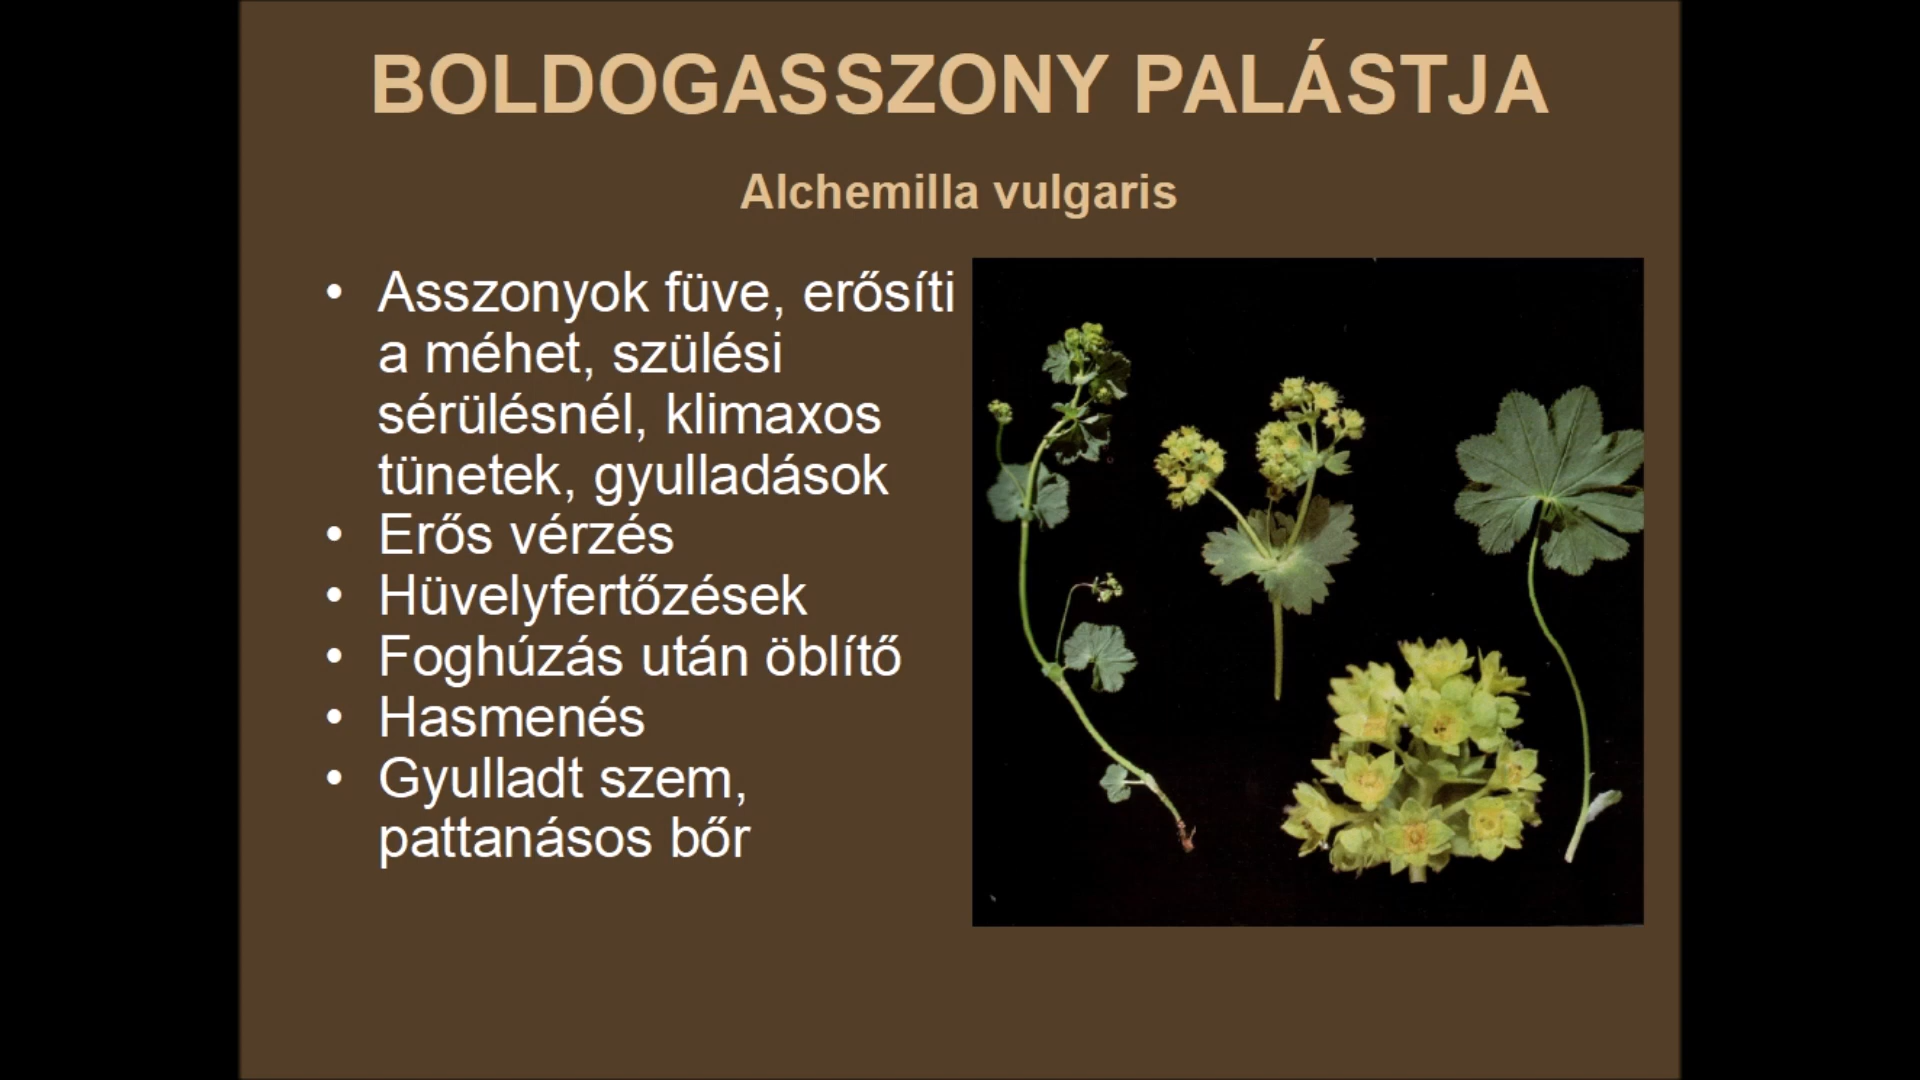 BOLDOGASSZONY PALÁSTJA
Alchemilla vulgaris
• Asszonyok füve, erősíti
a méhet, szülési
sérülésnél, klimaxos
tünetek, gyulladások
• Erős vérzés
• Hüvelyfertőzések
• Foghúzás után öblítő
• Hasmenés
• Gyulladt szem,
pattanásos bőr